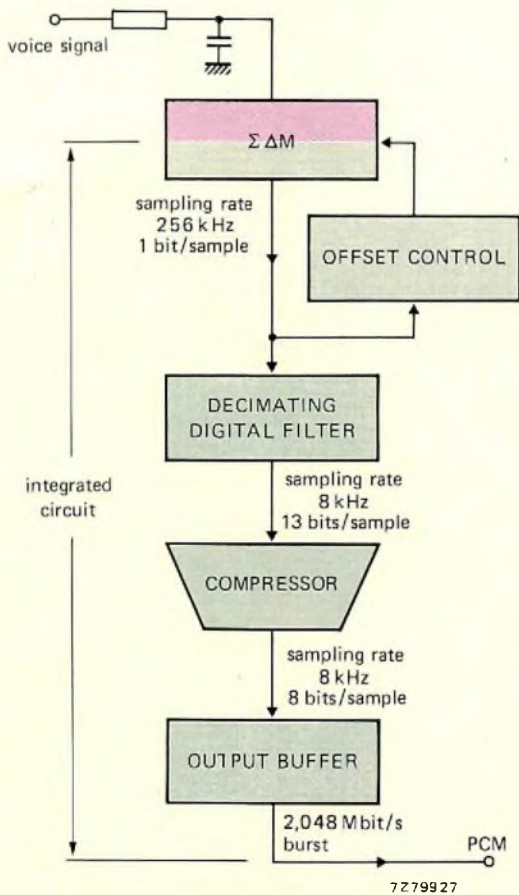 voice signal
Σ ΔM
sampling rate
256 kHz
1 bit/sample
OFFSET CONTROL
DECIMATING
DIGITAL FILTER
integrated
circuit
sampling rate
8 kHz
13 bits/sample
COMPRESSOR
sampling rate
8 kHz
8 bits/sample
OUTPUT BUFFER
2,048 Mbit/s
burst
PCM
7Z79927